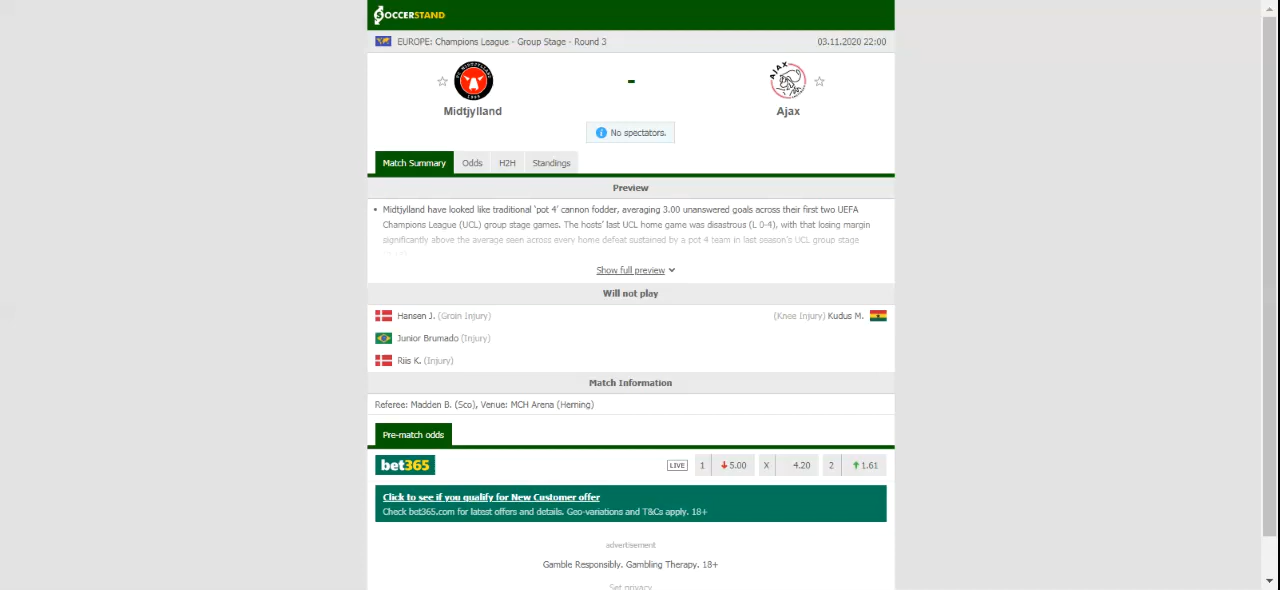 SOCCERSTAND
EUROPE: Champions League - Group Stage - Round 3
03.11.2020 22:00
-
Midtjylland
Ajax
No spectators.
Match Summary
Odds
H2H
Standings
Preview
Midtjylland have looked like traditional 'pot 4' cannon fodder, averaging 3.00 unanswered goals across their first two UEFA
Champions League (UCL) group stage games. The hosts' last UCL home game was disastrous (L 0-4), with that losing margin
significantly above the average seen across every home defeat sustained by a pot 4 team in last season's UCL group stage
Show full preview
Will not play
Hansen J. (Groin Injury)
(Knee Injury) Kudus M.
Junior Brumado (Injury)
Riis K. (Injury)
Match Information
Referee: Madden B. (Sco), Venue: MCH Arena (Herning)
Pre-match odds
bet365
LIVE
1 5.00
X 4.20
2 1.61
Click to see if you qualify for New Customer offer
Check bet365.com for latest offers and details. Geo-variations and T&Cs apply. 18+
advertisement
Gamble Responsibly. Gambling Therapy. 18+
Set privacy